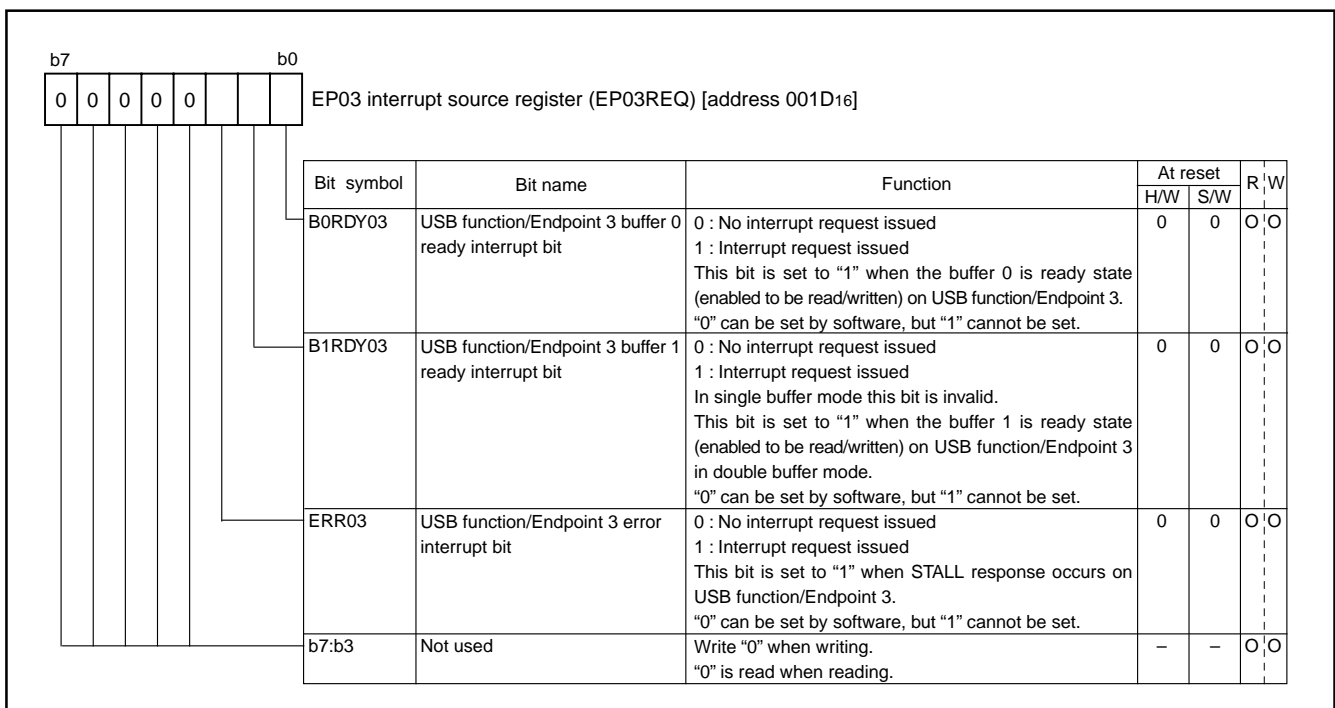 b7 b0
0 0 0 0 0
EP03 interrupt source register (EP03REQ) [address 001D16]
Bit symbol Bit name Function At reset R W
H/W S/W
B0RDY03 USB function/Endpoint 3 buffer 0 0 : No interrupt request issued 0 0 O O
ready interrupt bit 1 : Interrupt request issued
This bit is set to “1” when the buffer 0 is ready state
(enabled to be read/written) on USB function/Endpoint 3.
“0” can be set by software, but “1” cannot be set.
B1RDY03 USB function/Endpoint 3 buffer 1 0 : No interrupt request issued 0 0 O O
ready interrupt bit 1 : Interrupt request issued
In single buffer mode this bit is invalid.
This bit is set to “1” when the buffer 1 is ready state
(enabled to be read/written) on USB function/Endpoint 3
in double buffer mode.
“0” can be set by software, but “1” cannot be set.
ERR03 USB function/Endpoint 3 error 0 : No interrupt request issued 0 0 O O
interrupt bit 1 : Interrupt request issued
This bit is set to “1” when STALL response occurs on
USB function/Endpoint 3.
“0” can be set by software, but “1” cannot be set.
b7:b3 Not used Write “0” when writing. – – O O
“0” is read when reading.